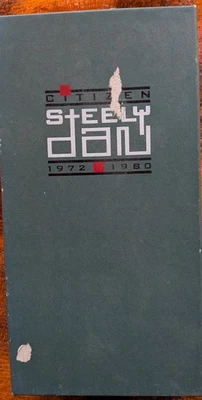 CITIZEN
STEELY
dan
1972 1980